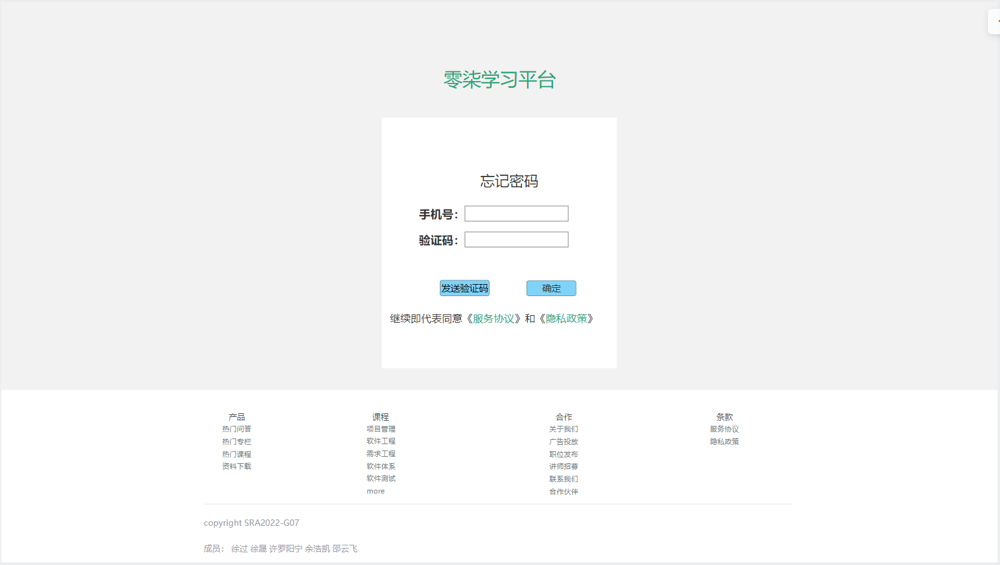 零柒学习平台
忘记密码
手机号：
验证码：
发送验证码 确定
继续即代表同意《服务协议》和《隐私政策》
产品 课程 合作 条款
热门问答 项目管理 关于我们 服务协议
热门专栏 软件工程 广告投放 隐私政策
热门课程 需求工程 职位发布
资料下载 软件体系 讲师招募
软件测试 联系我们
more 合作伙伴
copyright SRA2022-G07
成员： 徐过 徐晟 许罗阳宁 余浩凯 邵云飞